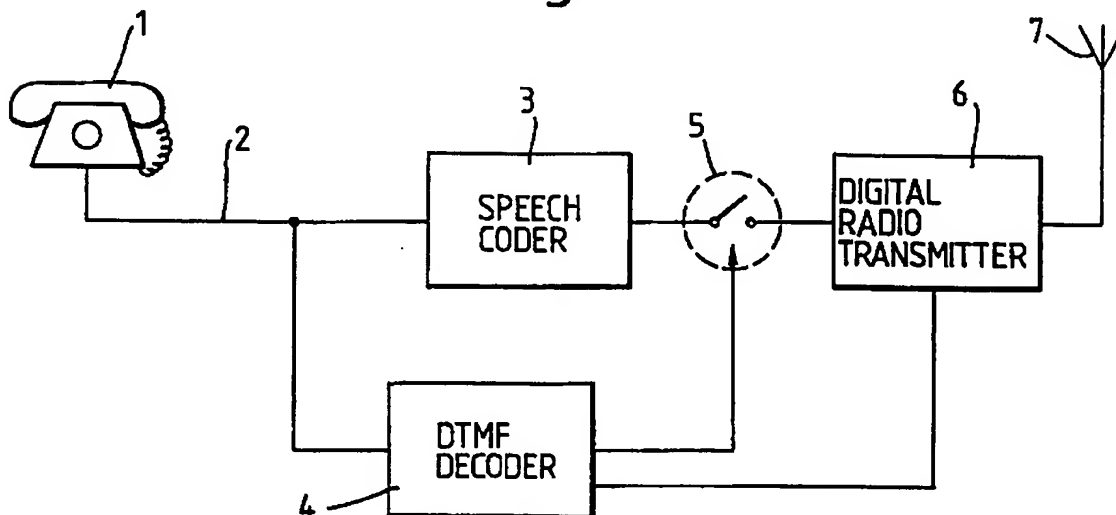 1
2
3
SPEECH
CODER
5
6
DIGITAL
RADIO
TRANSMITTER
7
DTMF
DECODER
4